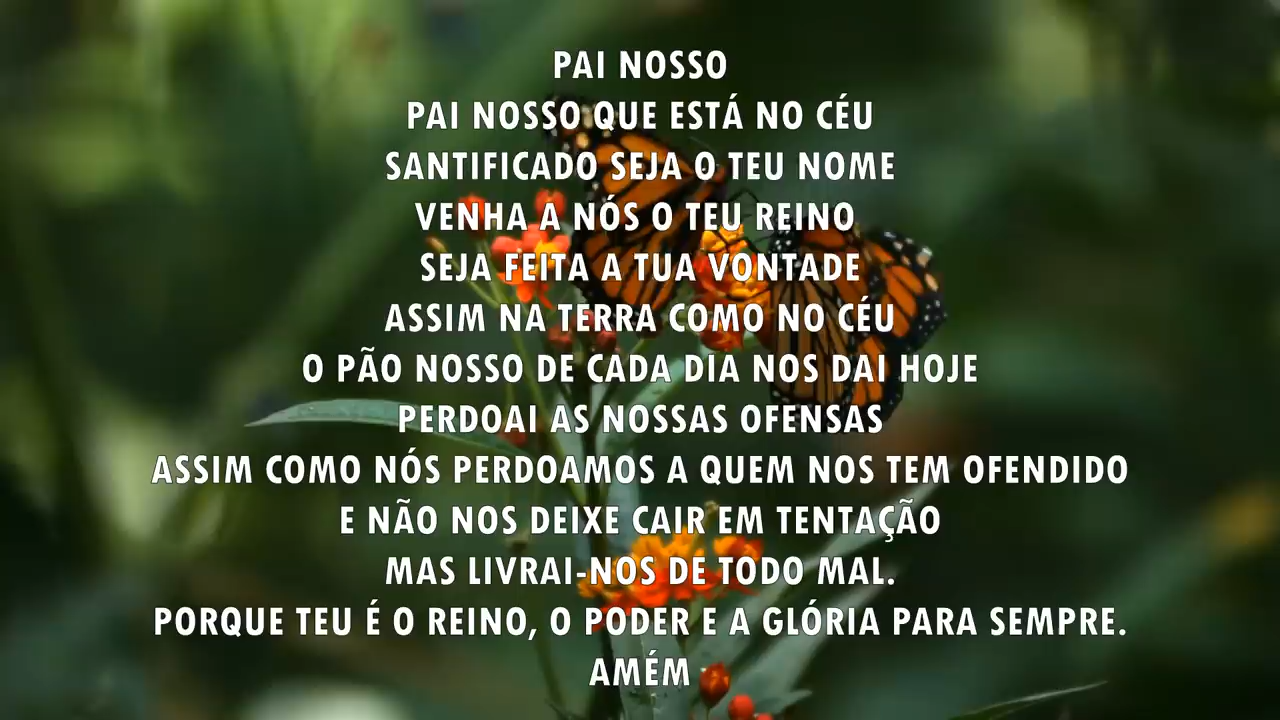 PAI NOSSO
PAI NOSSO QUE ESTÁ NO CÉU
SANTIFICADO SEJA O TEU NOME
VENHA A NÓS O TEU REINO
SEJA FEITA A TUA VONTADE
ASSIM NA TERRA COMO NO CÉU
O PÃO NOSSO DE CADA DIA NOS DAI HOJE
PERDOAI AS NOSSAS OFENSAS
ASSIM COMO NÓS PERDOAMOS A QUEM NOS TEM OFENDIDO
E NÃO NOS DEIXE CAIR EM TENTAÇÃO
MAS LIVRAI-NOS DE TODO MAL.
PORQUE TEU É O REINO, O PODER E A GLÓRIA PARA SEMPRE.
AMÉM